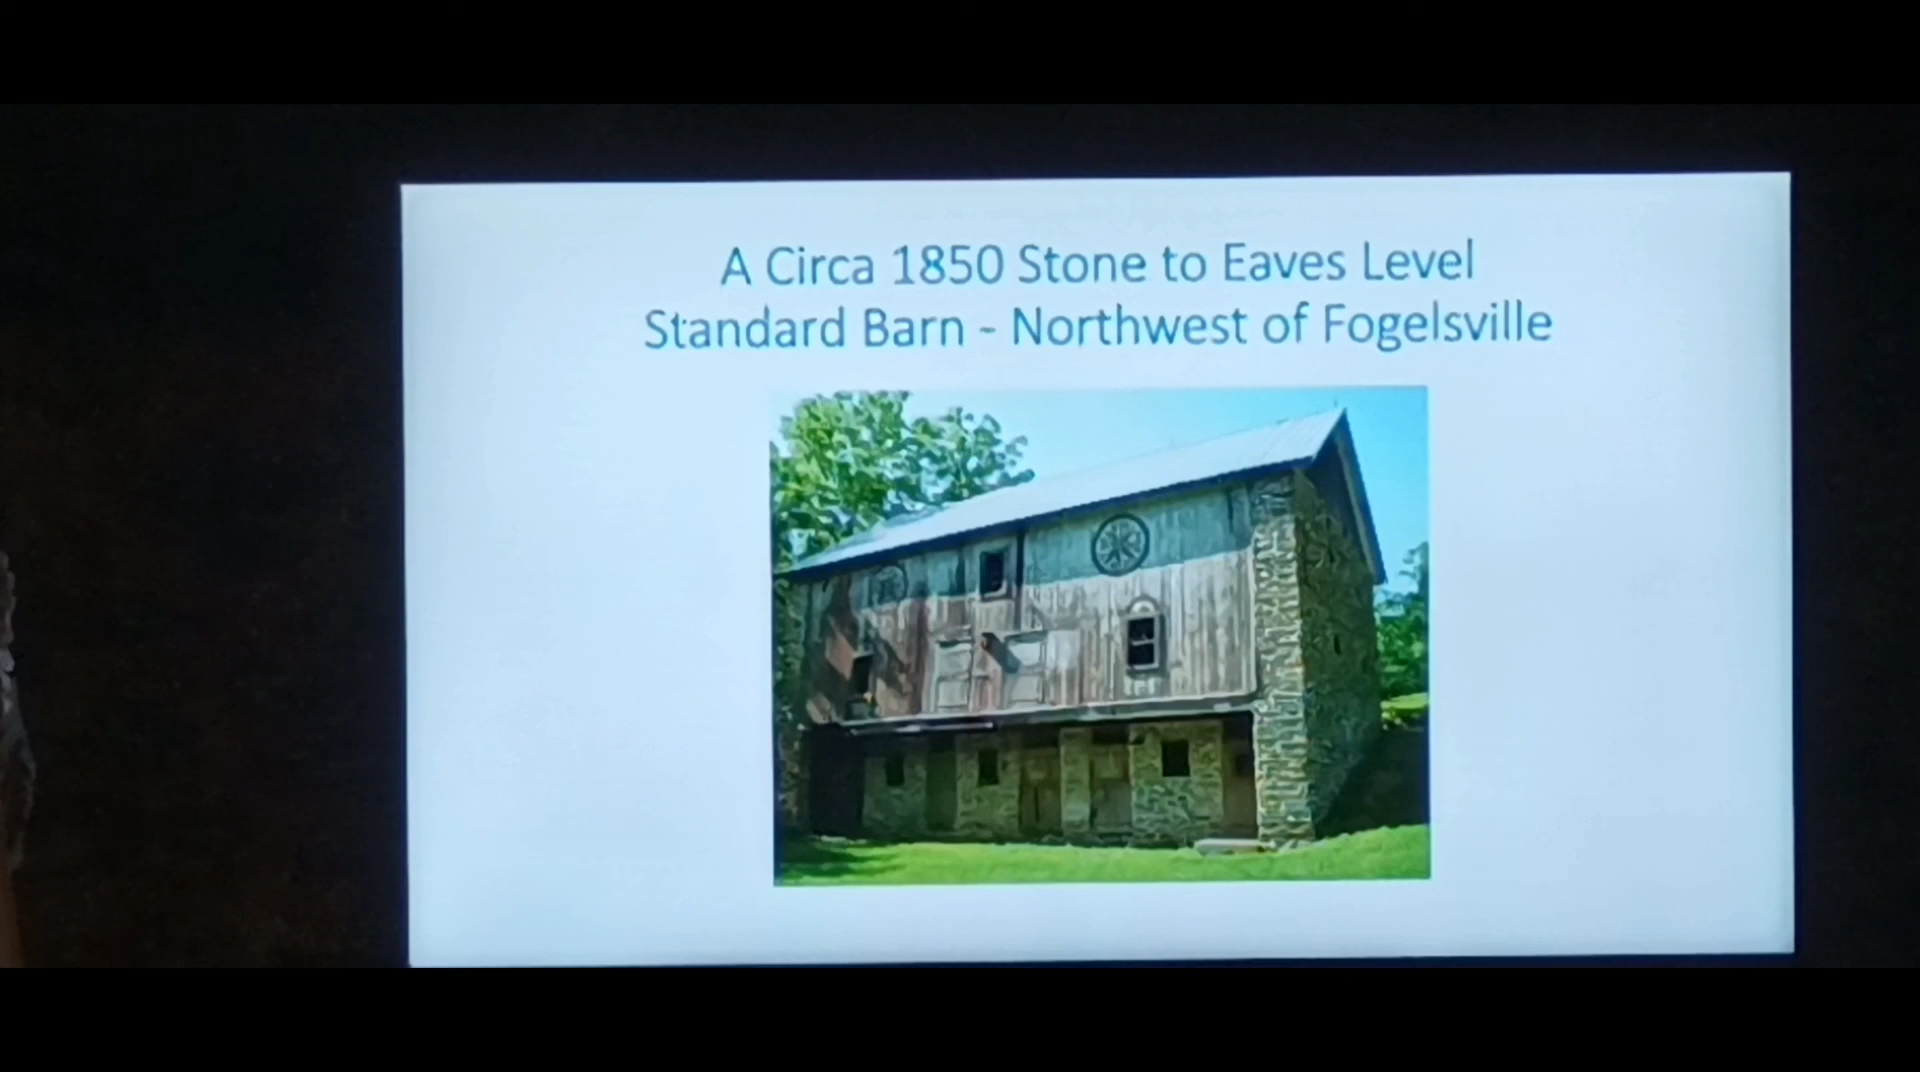 A Circa 1850 Stone to Eaves Level
Standard Barn - Northwest of Fogelsville